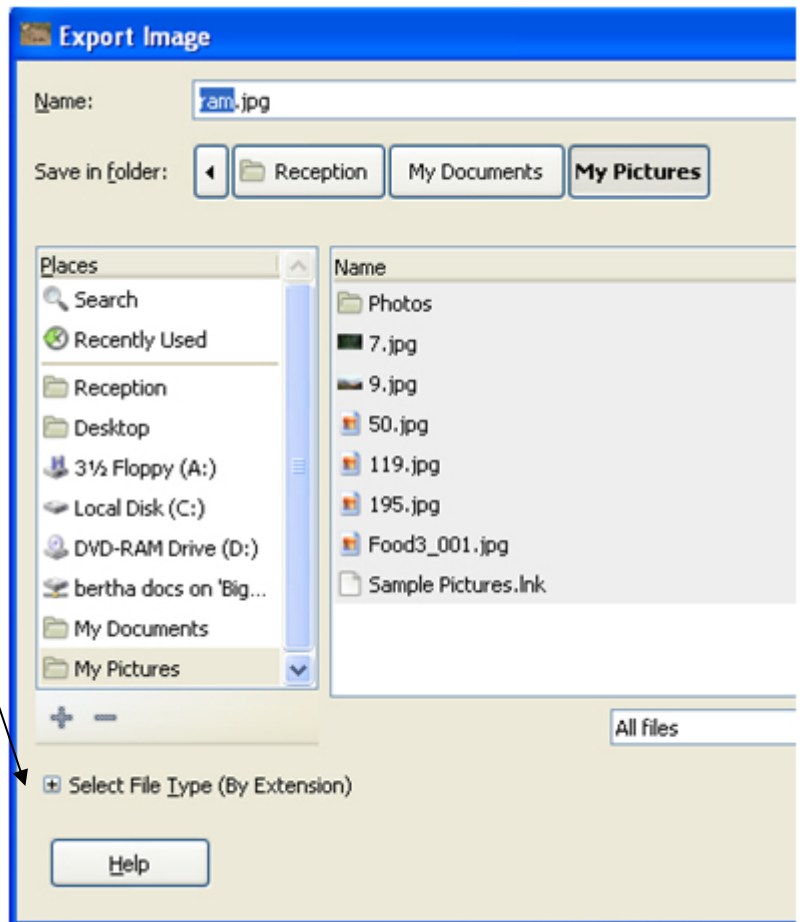 Export Image
Name: ram.jpg
Save in folder: Reception My Documents My Pictures
Places
Search
Recently Used
Reception
Desktop
3½ Floppy (A:)
Local Disk (C:)
DVD-RAM Drive (D:)
bertha docs on 'Big...
My Documents
My Pictures
Name
Photos
7.jpg
9.jpg
50.jpg
119.jpg
195.jpg
Food3_001.jpg
Sample Pictures.lnk
All files
Select File Type (By Extension)
Help